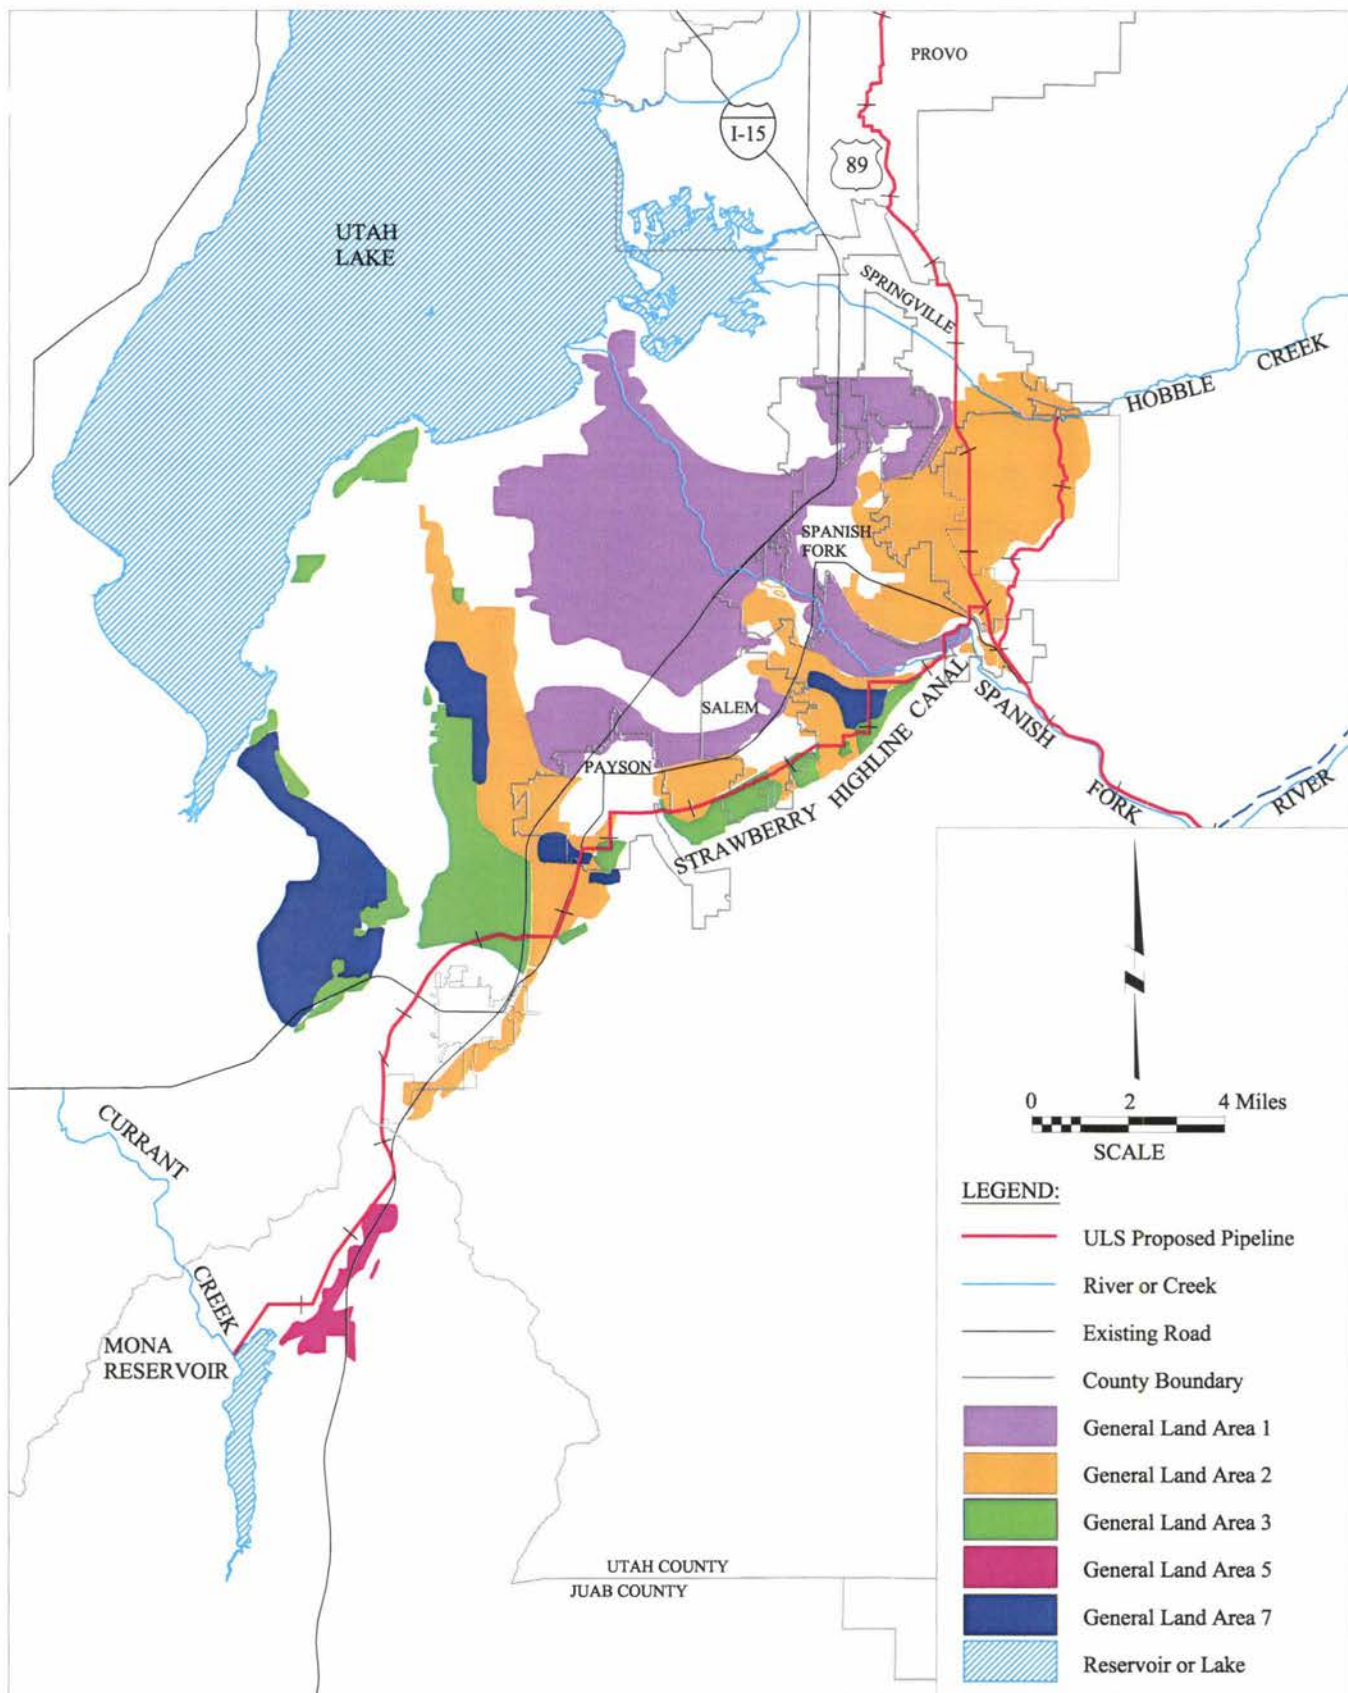 PROVO
I-15
89
UTAH
LAKE
SPRINGVILLE
HOBBLE CREEK
SPANISH
FORK
SALEM
PAYSON
STRAWBERRY HIGHLINE CANAL
SPANISH FORK RIVER
0 2 4 Miles
SCALE
CURRANT CREEK
MONA
RESERVOIR
UTAH COUNTY
JUAB COUNTY
LEGEND:
ULS Proposed Pipeline
River or Creek
Existing Road
County Boundary
General Land Area 1
General Land Area 2
General Land Area 3
General Land Area 5
General Land Area 7
Reservoir or Lake